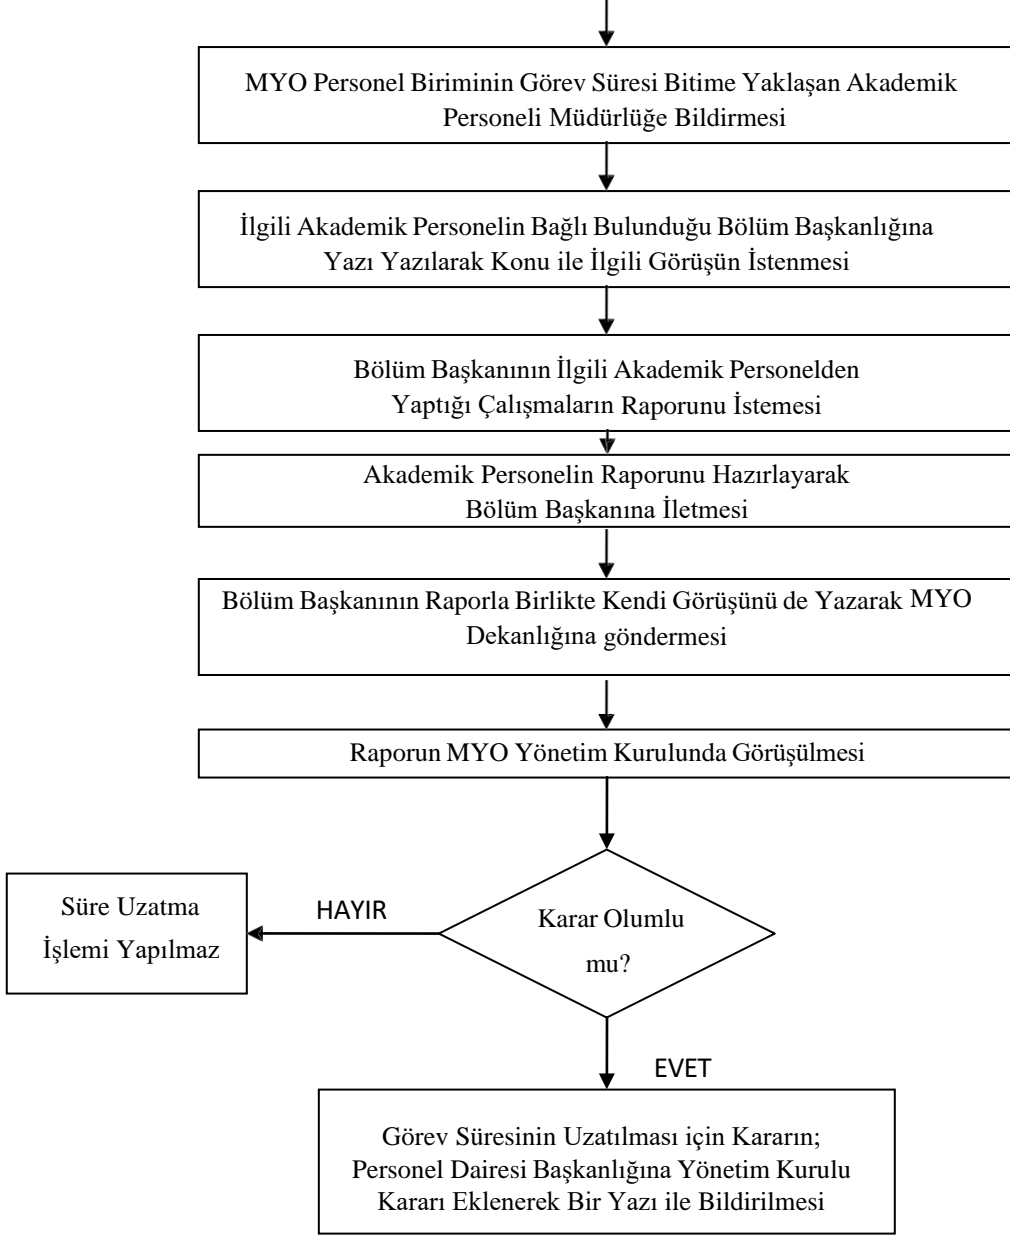 MYO Personel Biriminin Görev Süresi Bitime Yaklaşan Akademik
Personeli Müdürlüğe Bildirmesi
İlgili Akademik Personelin Bağlı Bulunduğu Bölüm Başkanlığına
Yazı Yazılarak Konu ile İlgili Görüşün İstenmesi
Bölüm Başkanının İlgili Akademik Personelden
Yaptığı Çalışmaların Raporunu İstemesi
Akademik Personelin Raporunu Hazırlayarak
Bölüm Başkanına İletmesi
Bölüm Başkanının Raporla Birlikte Kendi Görüşünü de Yazarak MYO
Dekanlığına göndermesi
Raporun MYO Yönetim Kurulunda Görüşülmesi
Karar Olumlu
mu?
HAYIR
Süre Uzatma
İşlemi Yapılmaz
EVET
Görev Süresinin Uzatılması için Kararın;
Personel Dairesi Başkanlığına Yönetim Kurulu
Kararı Eklenerek Bir Yazı ile Bildirilmesi